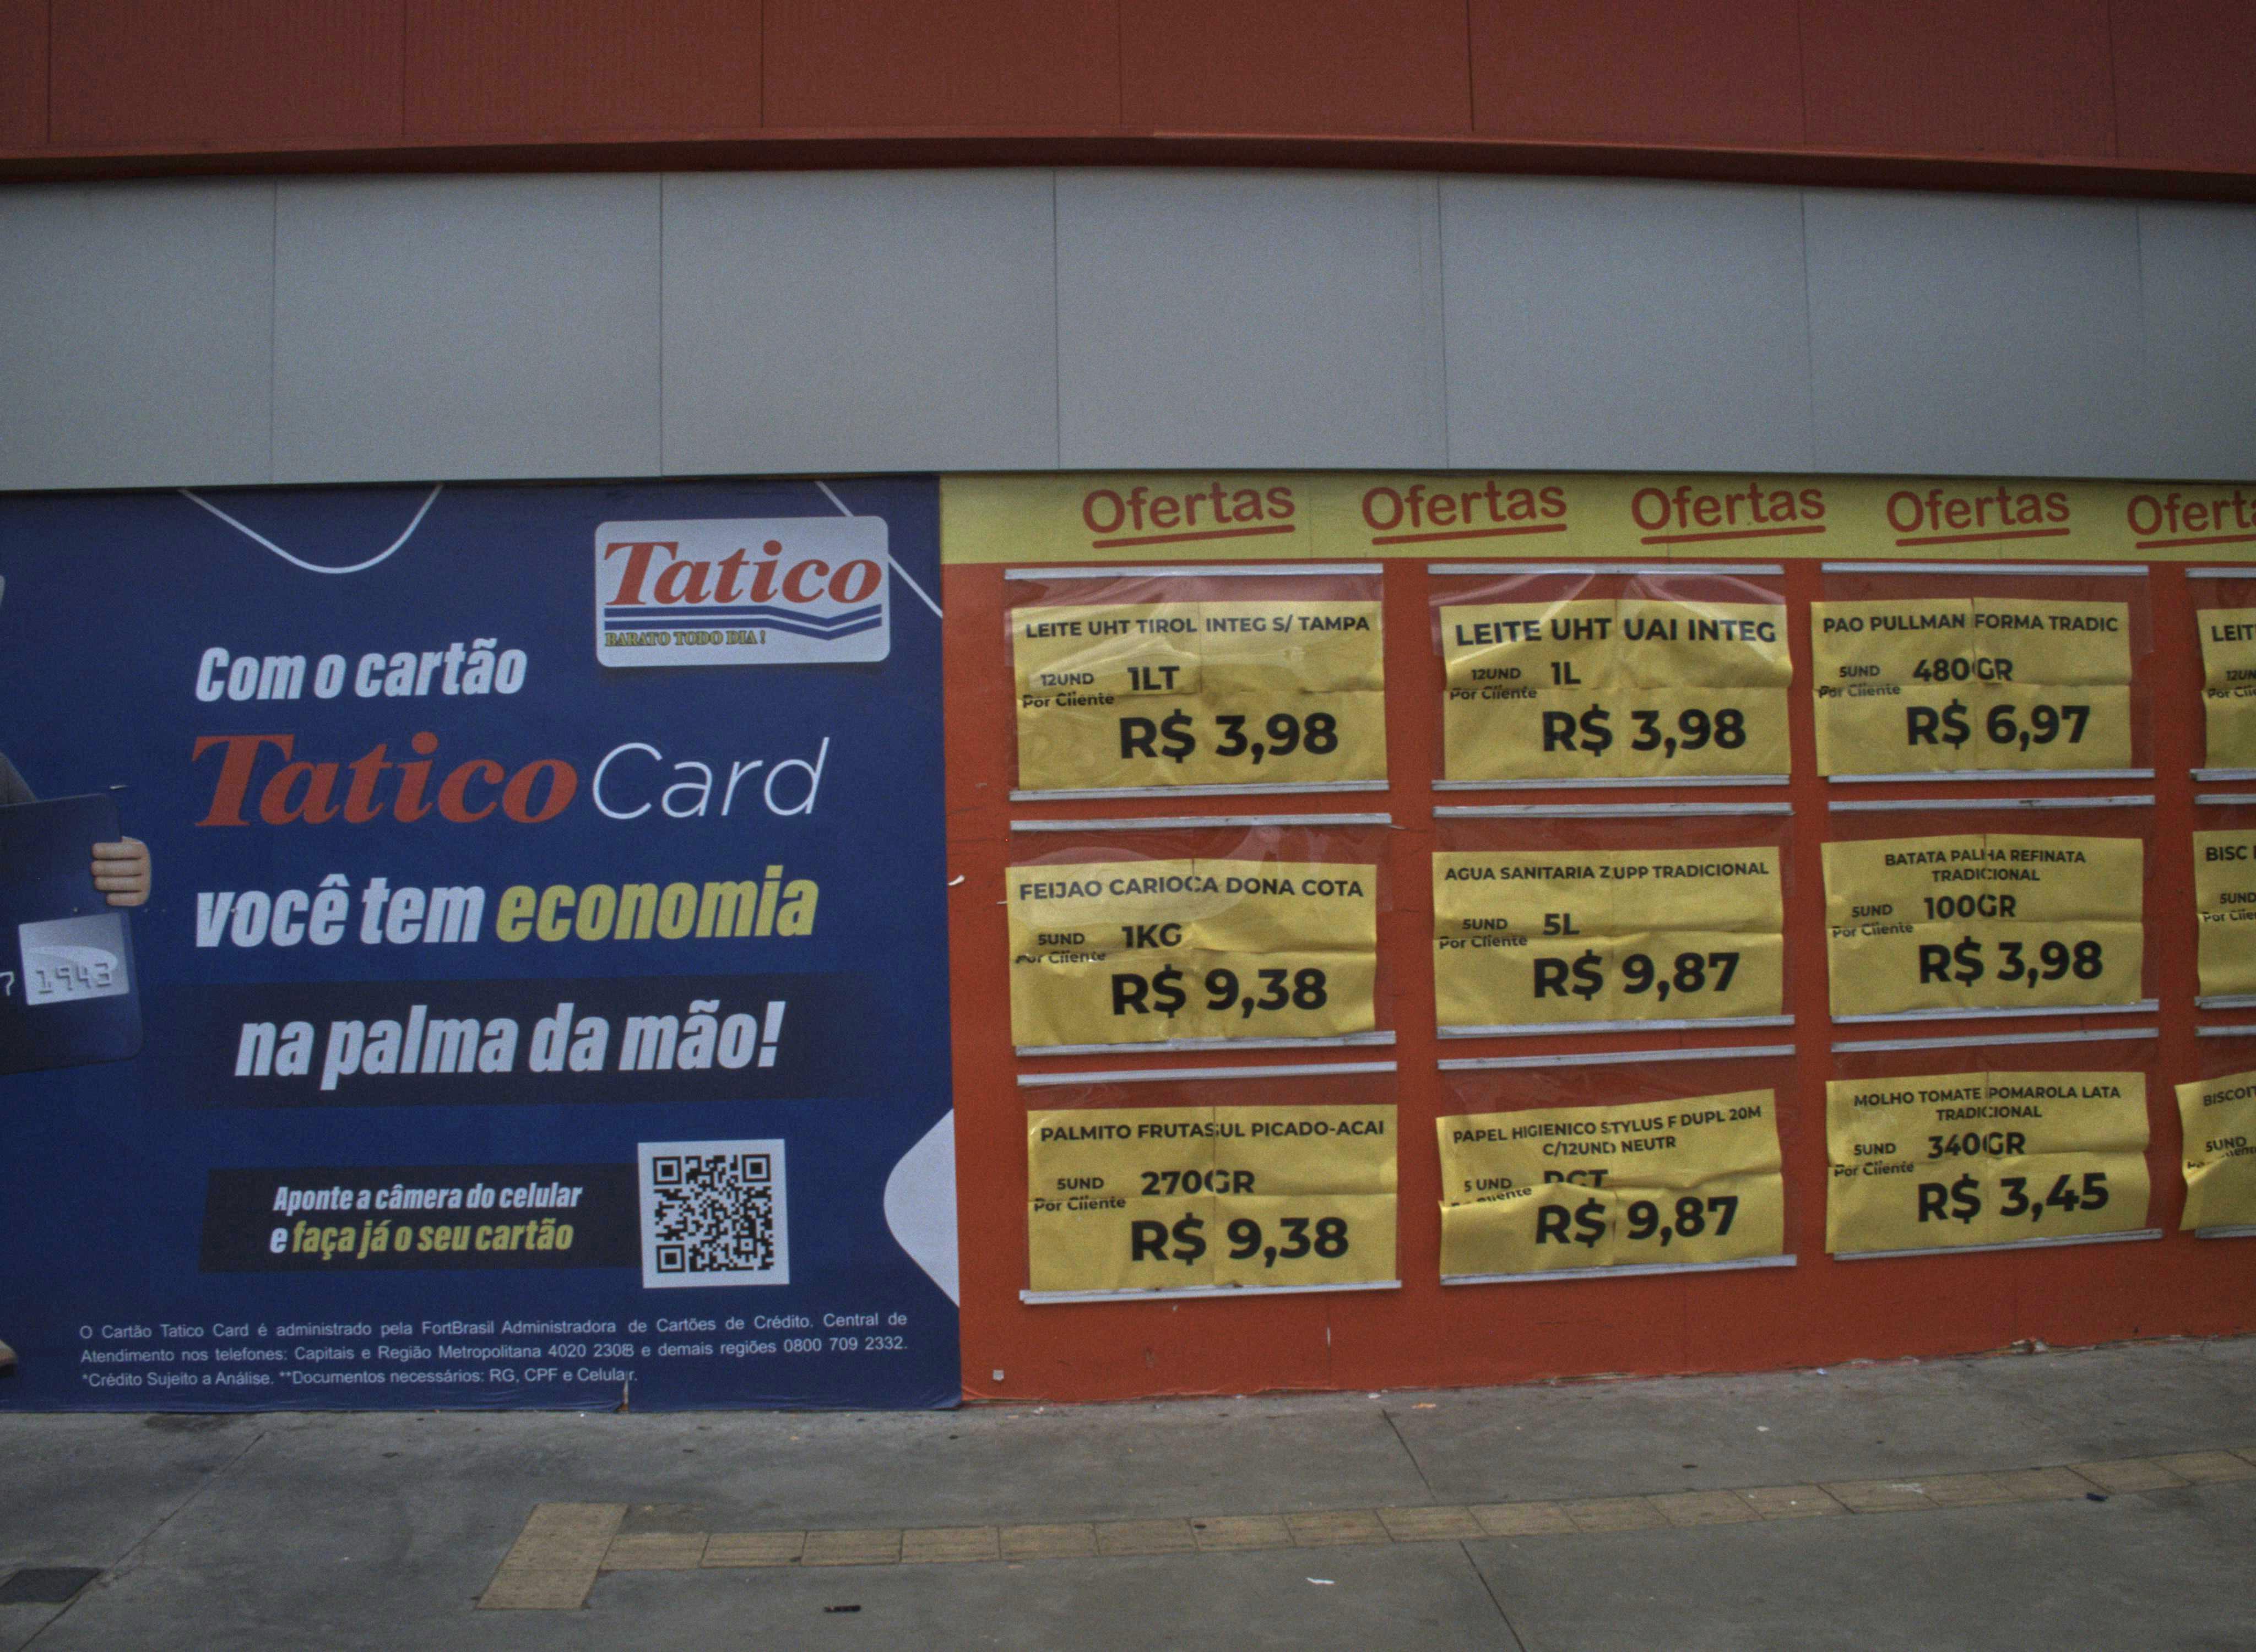 Tatico
BARATO TODO DIA !
Com o cartão
Tatico Card
você tem economia
na palma da mão!
1943
Aponte a câmera do celular
e faça já o seu cartão
O Cartão Tatico Card é administrado pela FortBrasil Administradora de Cartões de Crédito. Central de
Atendimento nos telefones: Capitais e Região Metropolitana 4020 2308 e demais regiões 0800 709 2332.
*Crédito Sujeito a Análise. **Documentos necessários: RG, CPF e Celular.
Ofertas Ofertas Ofertas Ofertas
LEITE UHT TIROL INTEG S/ TAMPA
12UND 1LT
Por Cliente
R$ 3,98
LEITE UHT UAI INTEG
12UND 1L
Por Cliente
R$ 3,98
PAO PULLMAN FORMA TRADIC
5UND 480GR
Por Cliente
R$ 6,97
FEIJAO CARIOCA DONA COTA
5UND 1KG
Por Cliente
R$ 9,38
AGUA SANITARIA ZUPP TRADICIONAL
5UND 5L
Por Cliente
R$ 9,87
BATATA PALHA REFINATA
TRADICIONAL
5UND 100GR
Por Cliente
R$ 3,98
BISC
5UND
PALMITO FRUTASUL PICADO-ACAI
5UND 270GR
Por Cliente
R$ 9,38
PAPEL HIGIENICO STYLUS F DUPL 20M
C/12UND NEUTR
5 UND PCT
R$ 9,87
MOLHO TOMATE POMAROLA LATA
TRADICIONAL
5UND 340GR
Por Cliente
R$ 3,45
5UND